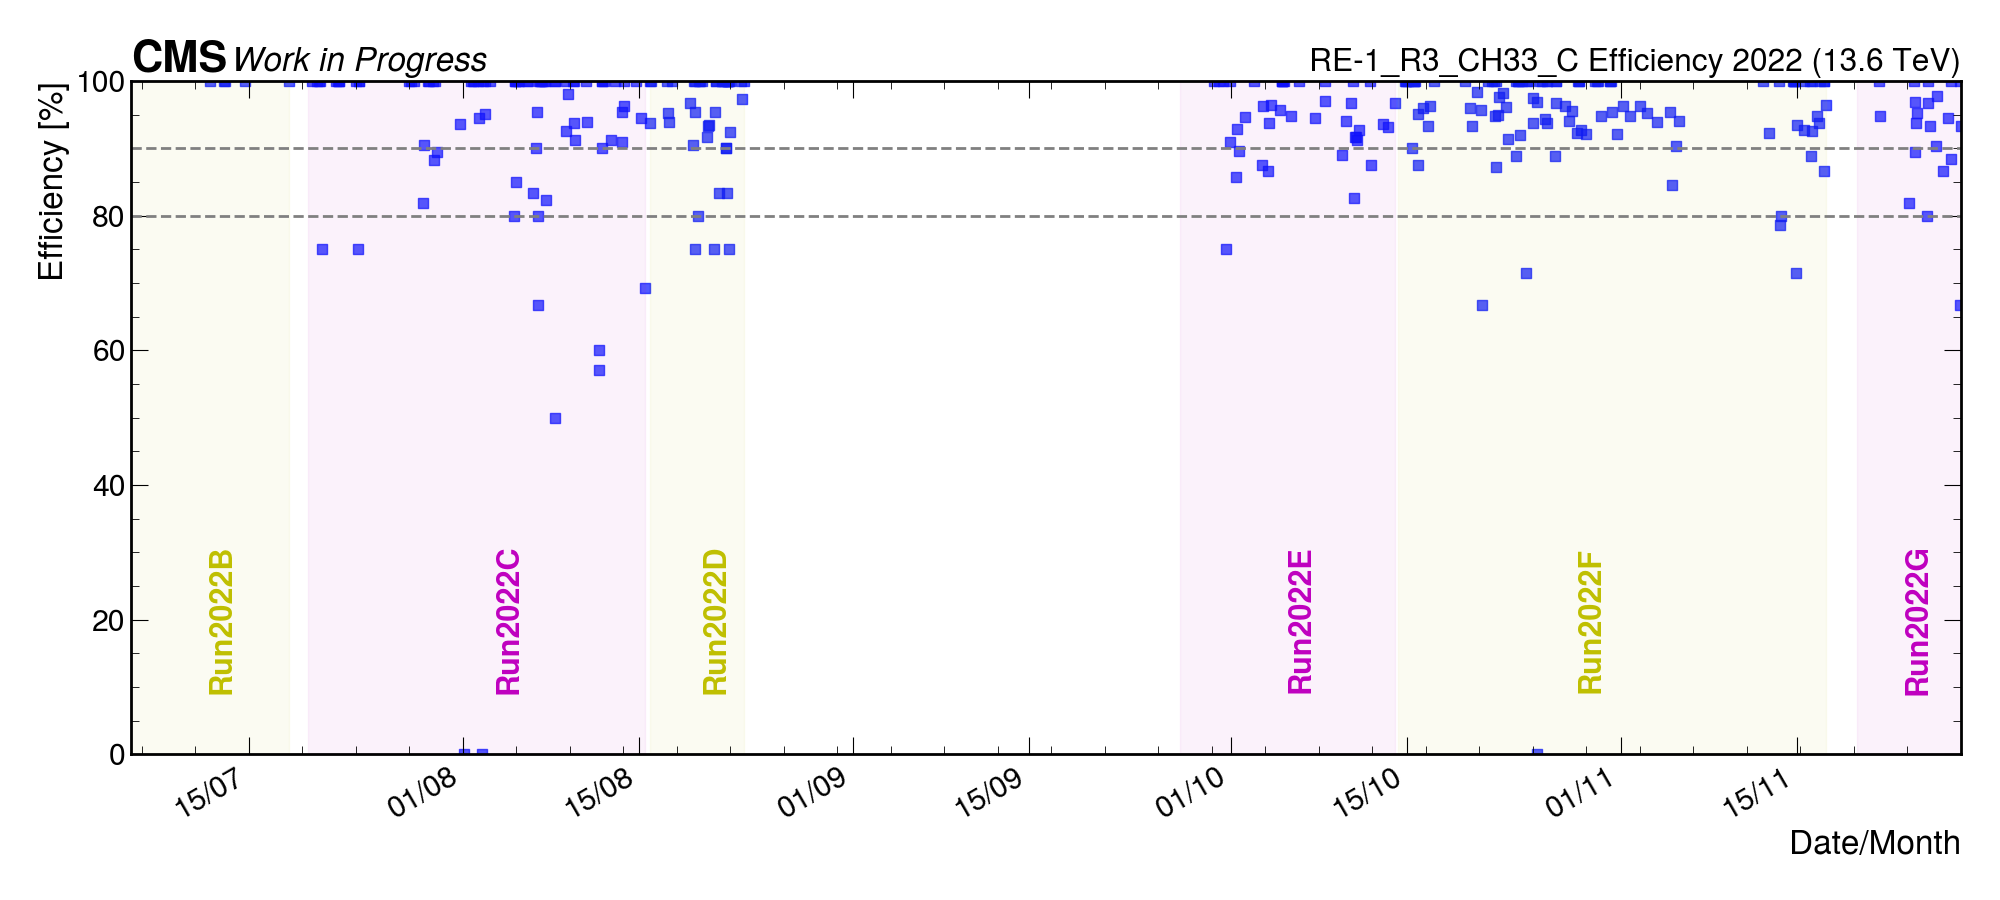 CMS Work in Progress
RE-1_R3_CH33_C Efficiency 2022 (13.6 TeV)
Efficiency [%]
100
80
60
40
20
0
Run2022B
Run2022C
Run2022D
Run2022E
Run2022F
Run2022G
15/07
01/08
15/08
01/09
15/09
01/10
15/10
01/11
15/11
Date/Month